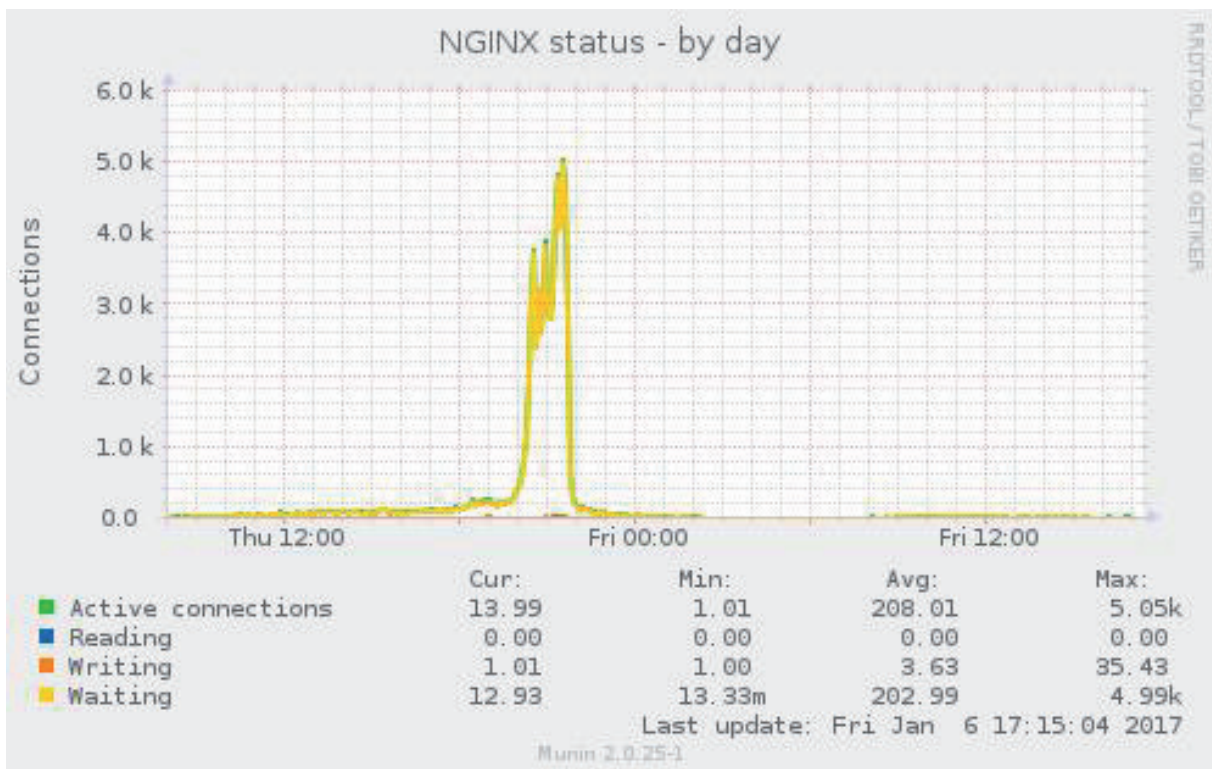 NGINX status - by day
RRDTOOL / TOBI OETIKER
Connections
6.0 k
5.0 k
4.0 k
3.0 k
2.0 k
1.0 k
0.0
Thu 12:00 Fri 00:00 Fri 12:00
Cur: Min: Avg: Max:
Active connections 13.99 1.01 208.01 5.05k
Reading 0.00 0.00 0.00 0.00
Writing 1.01 1.00 3.63 35.43
Waiting 12.93 13.33m 202.99 4.99k
Last update: Fri Jan 6 17:15:04 2017
Munin 2.0.25-1